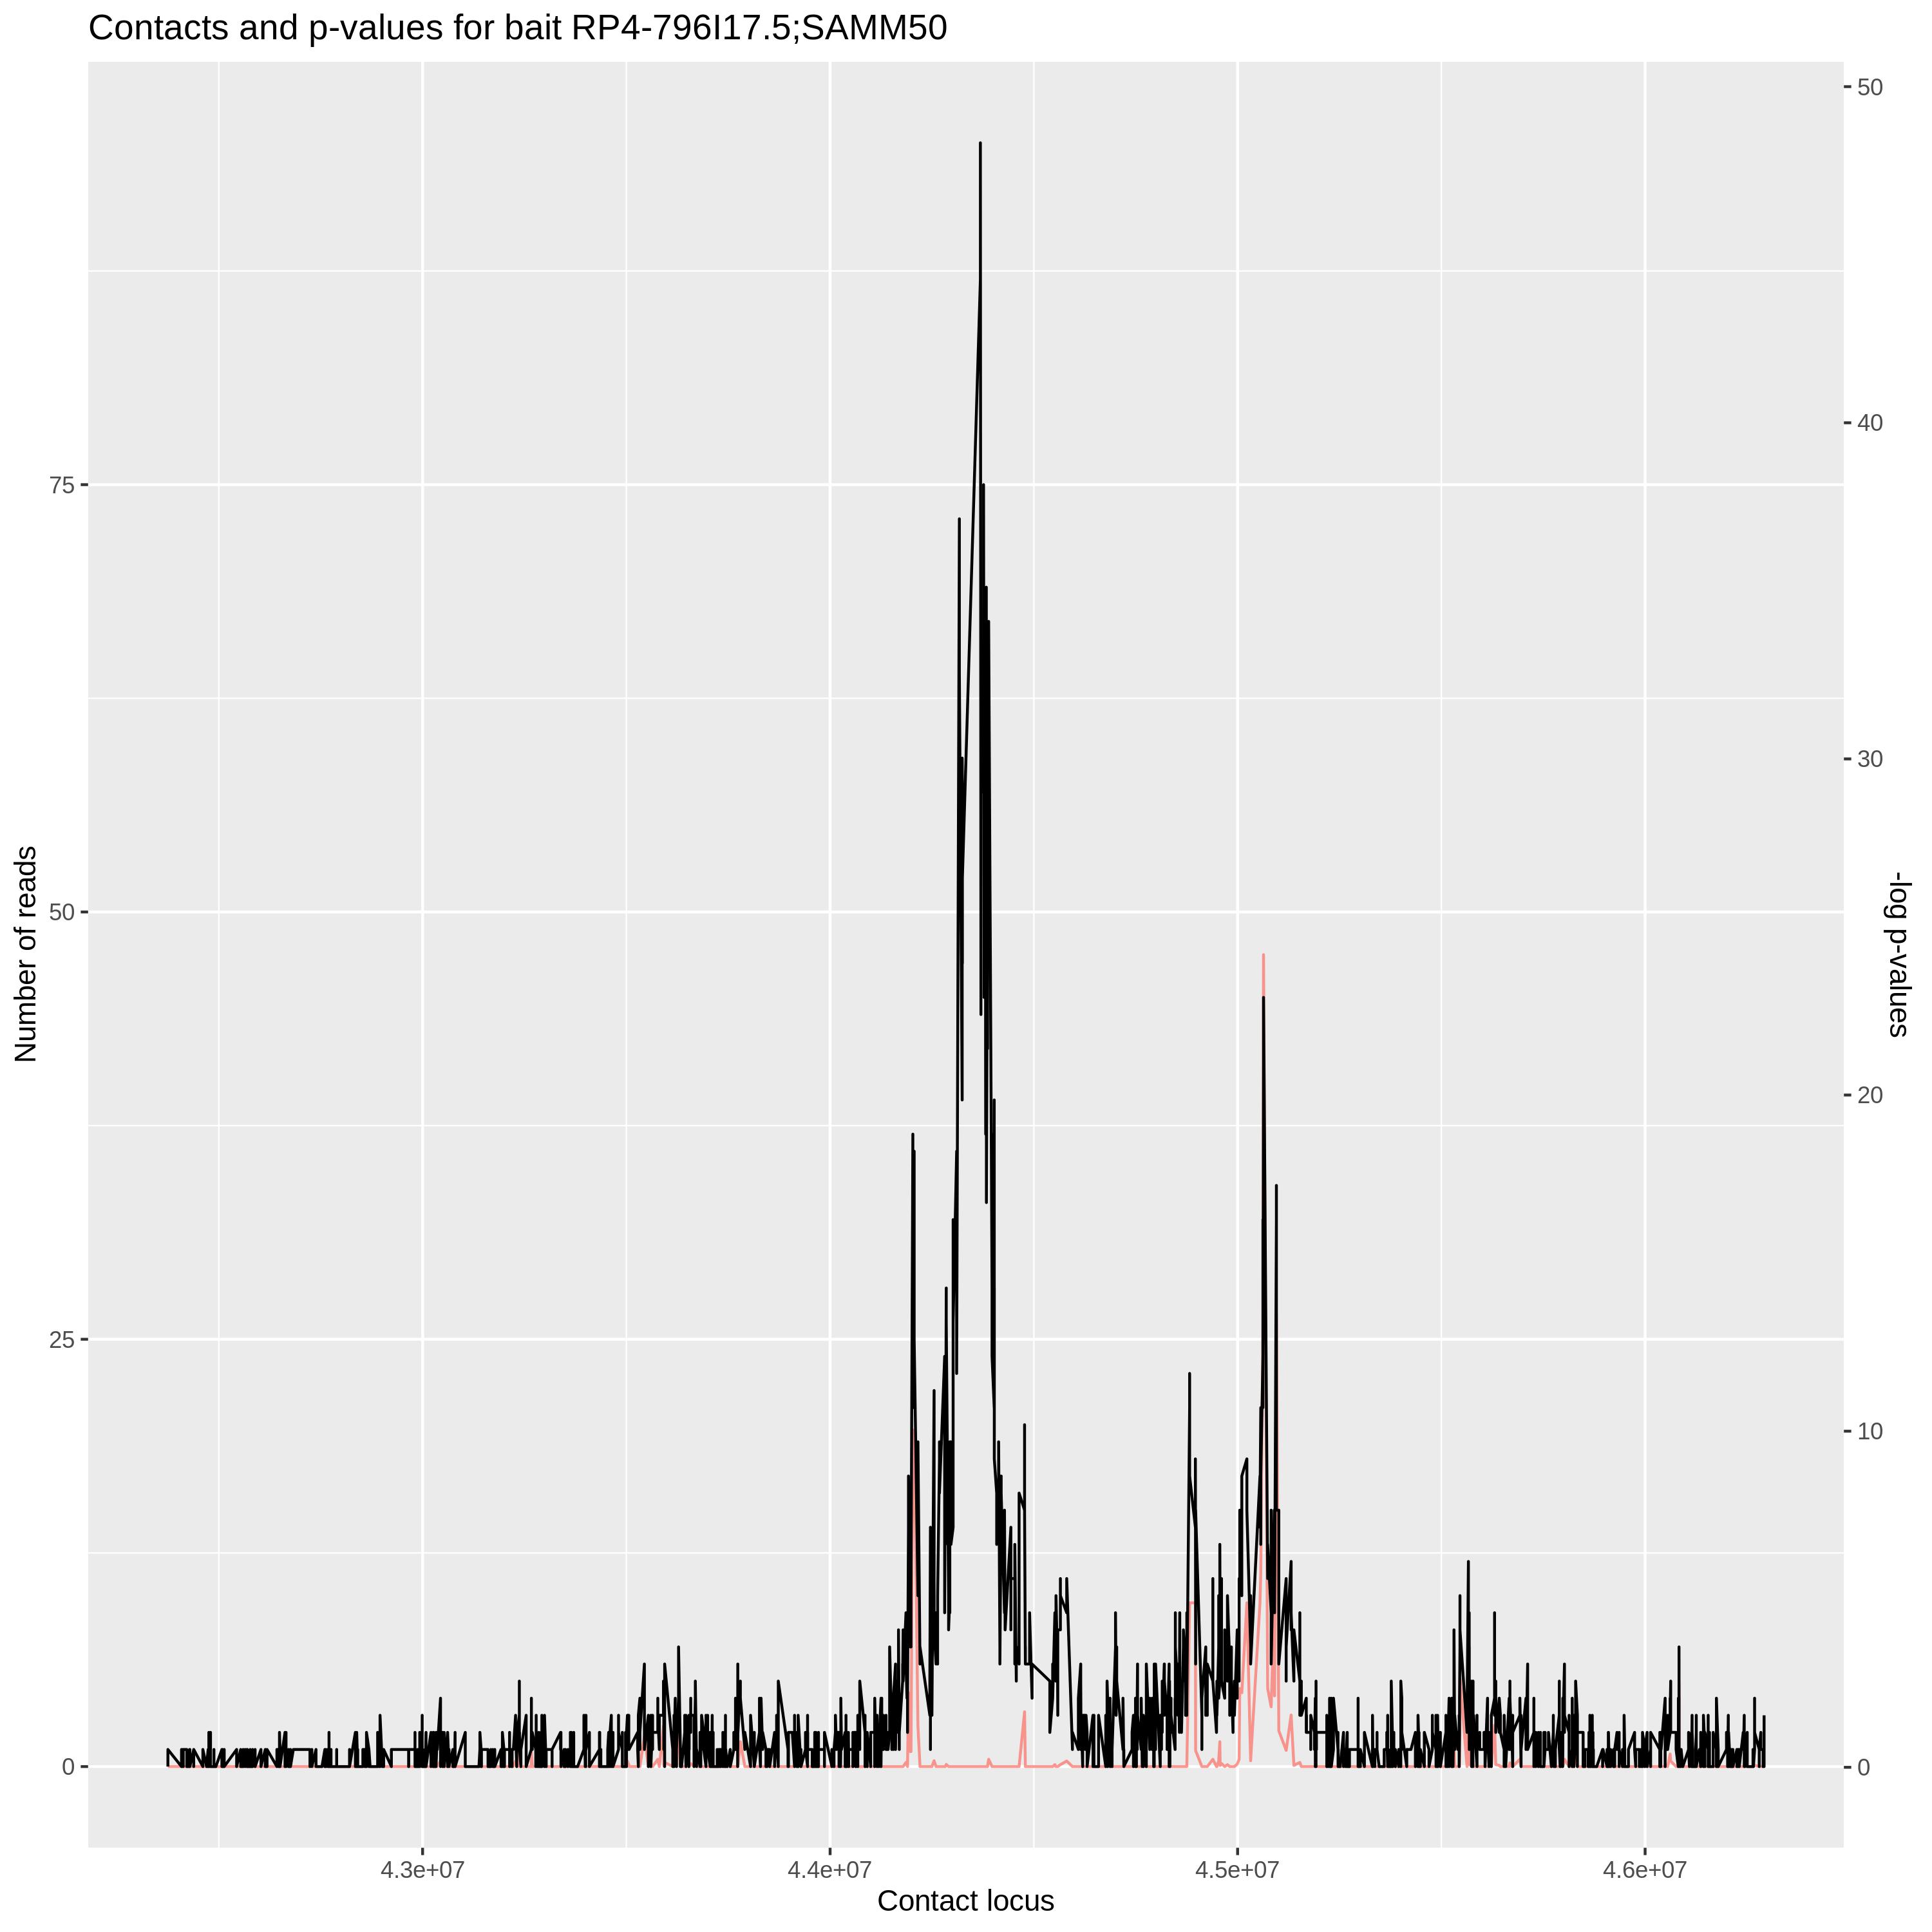 Contacts and p-values for bait RP4-796I17.5;SAMM50
Number of reads
75
50
25
0
50
40
30
20
10
0
-log p-values
4.3e+07
4.4e+07
4.5e+07
4.6e+07
Contact locus